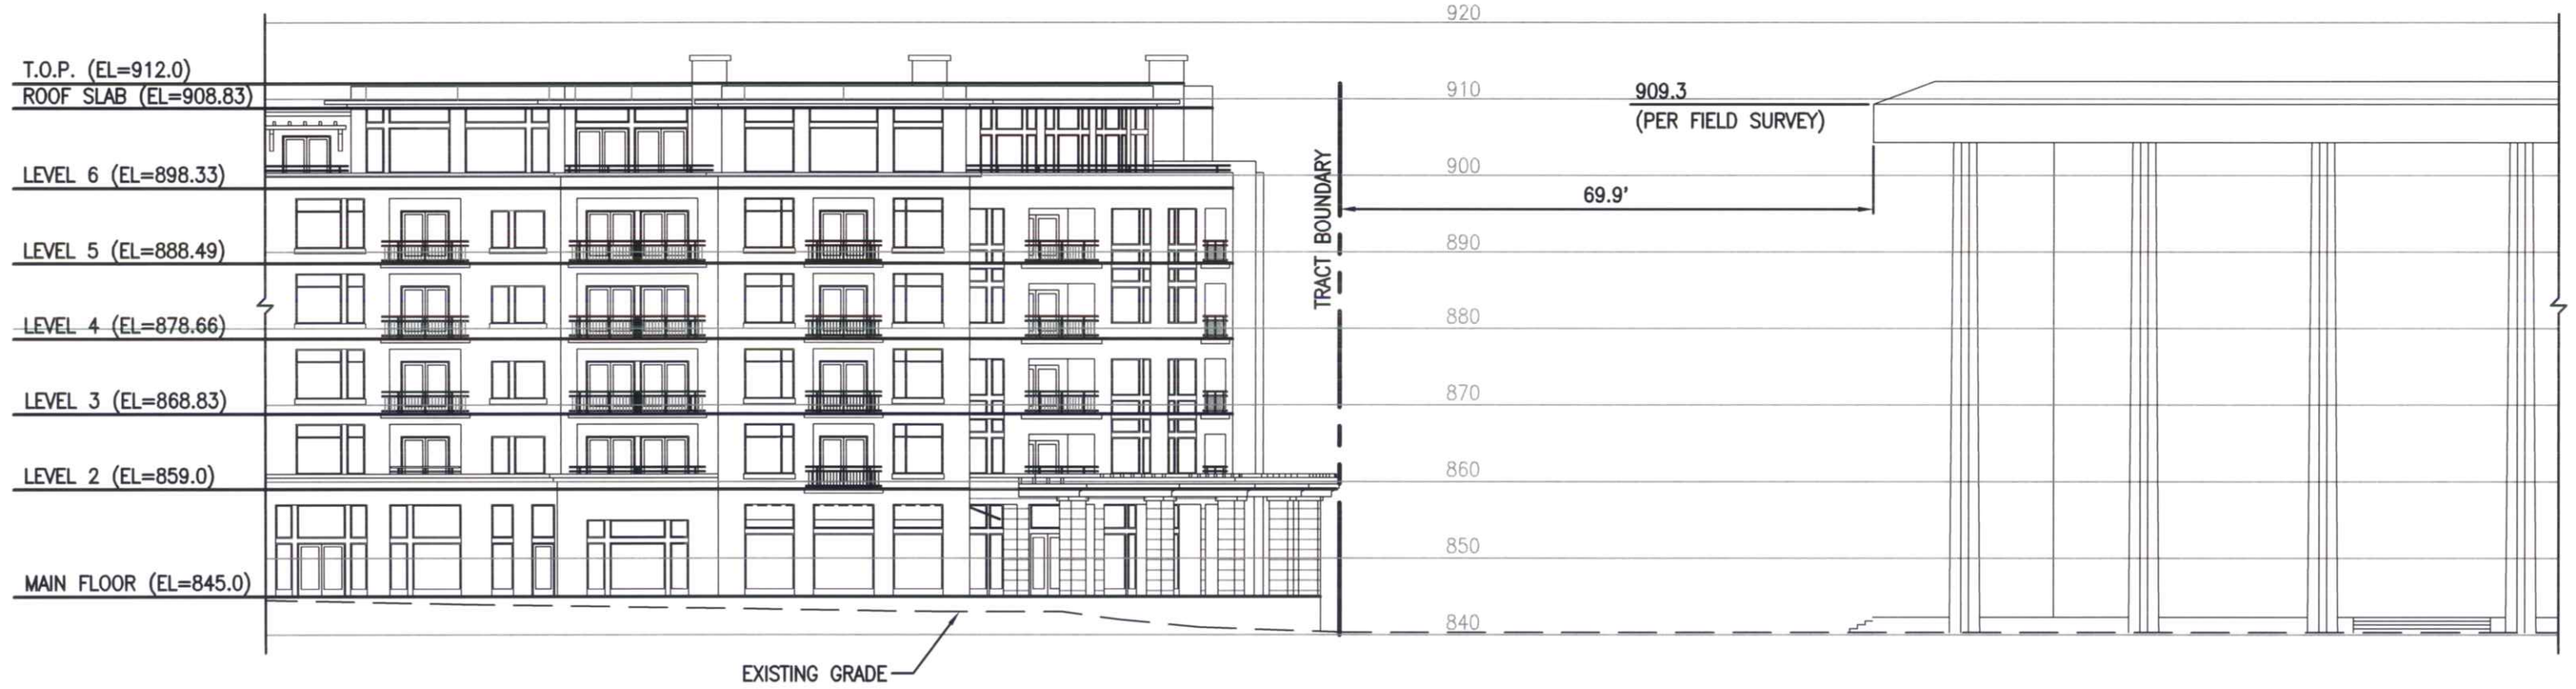 920
T.O.P. (EL=912.0)
910
ROOF SLAB (EL=908.83)
909.3
(PER FIELD SURVEY)
LEVEL 6 (EL=898.33)
900
69.9'
TRACT BOUNDARY
LEVEL 5 (EL=888.49)
890
LEVEL 4 (EL=878.66)
880
LEVEL 3 (EL=868.83)
870
LEVEL 2 (EL=859.0)
860
850
MAIN FLOOR (EL=845.0)
840
EXISTING GRADE